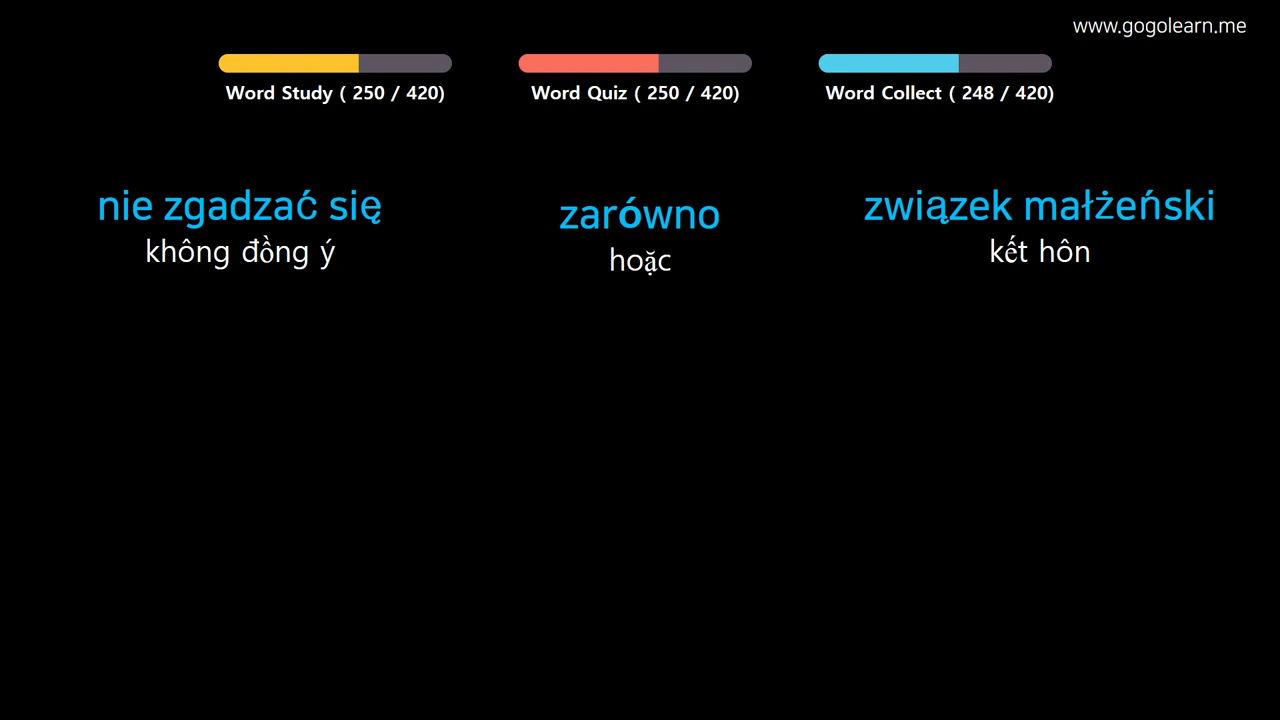 www.gogolearn.me
Word Study ( 250 / 420)
Word Quiz ( 250 / 420)
Word Collect ( 248 / 420)
nie zgadzać się
không đồng ý
zarówno
hoặc
związek małżeński
kết hôn